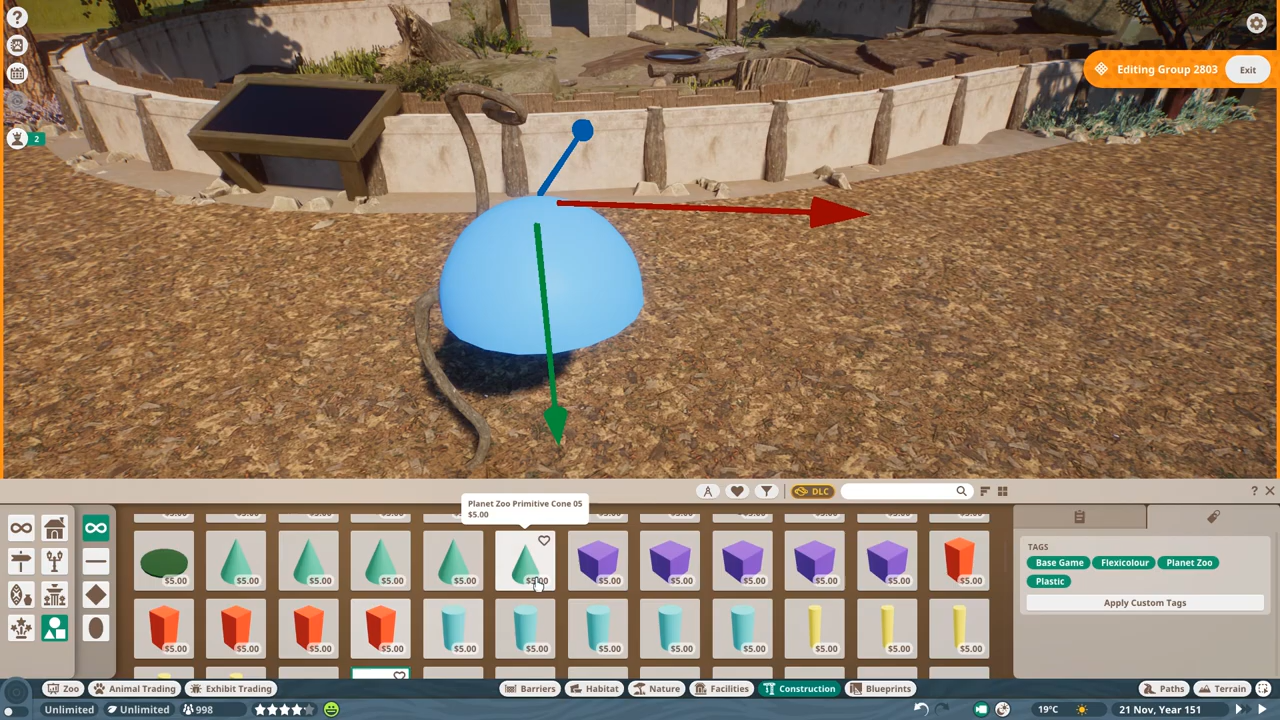 ?
Editing Group 2803
Exit
2
DLC
?
Planet Zoo Primitive Cone 05
$5.00
$5.00 $5.00 $5.00 $5.00 $5.00 $5.00 $5.00 $5.00 $5.00 $5.00 $5.00
$5.00 $5.00 $5.00 $5.00 $5.00 $5.00 $5.00 $5.00 $5.00 $5.00 $5.00 $5.00
TAGS
Base Game
Flexicolour
Planet Zoo
Plastic
Apply Custom Tags
Zoo
Animal Trading
Exhibit Trading
Barriers
Habitat
Nature
Facilities
Construction
Blueprints
Paths
Terrain
Unlimited
Unlimited
998
19°C
21 Nov, Year 151